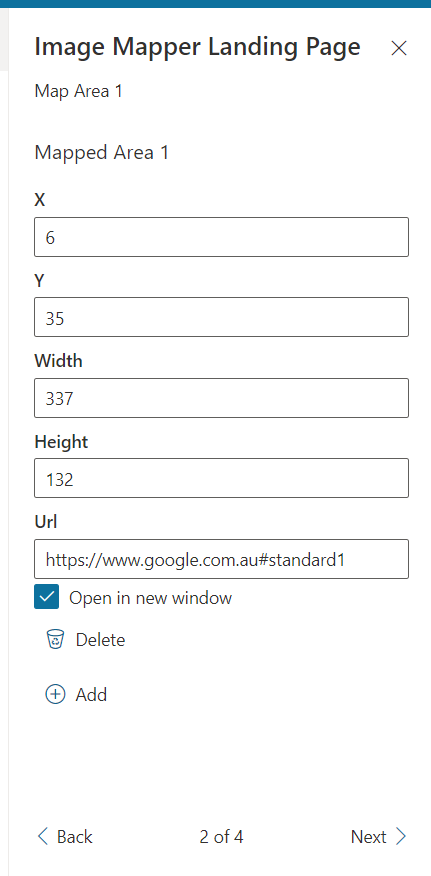 Image Mapper Landing Page
Map Area 1
Mapped Area 1
X
6
Y
35
Width
337
Height
132
Url
https://www.google.com.au#standard1
Open in new window
Delete
Add
Back 2 of 4 Next